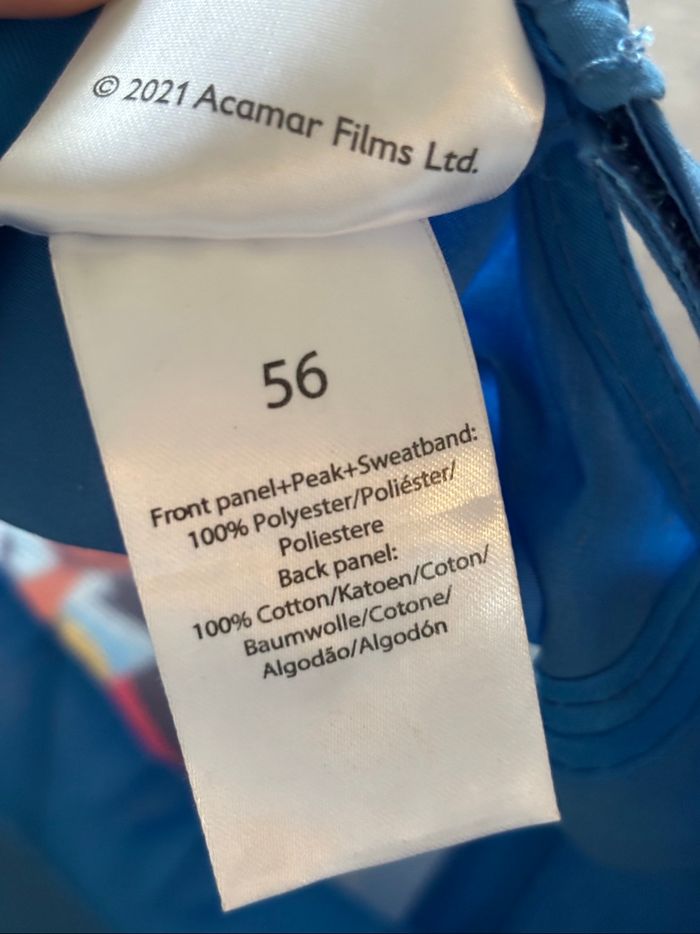 © 2021 Acamar Films Ltd.
56
Front panel+Peak+Sweatband:
100% Polyester/Poliéster/
Poliestere
Back panel:
100% Cotton/Katoen/Coton/
Baumwolle/Cotone/
Algodão/Algodón